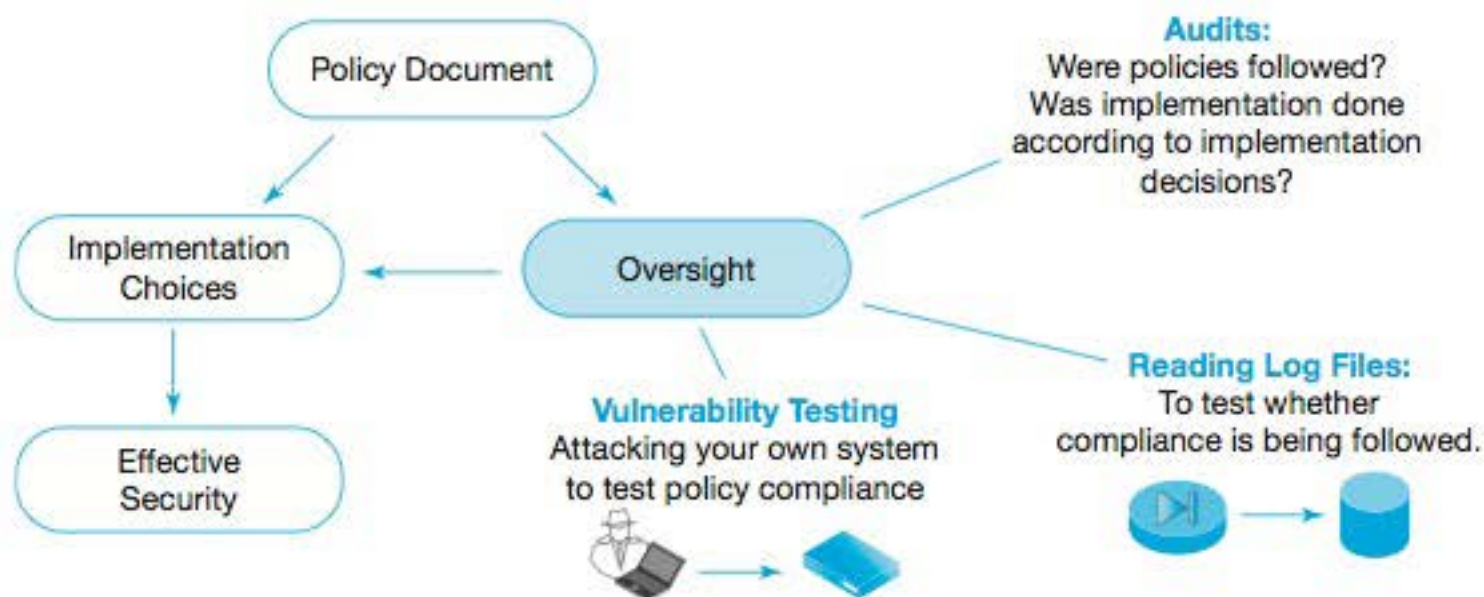 Policy Document
Audits:
Were policies followed?
Was implementation done
according to implementation
decisions?
Implementation
Choices
Oversight
Reading Log Files:
To test whether
compliance is being followed.
Vulnerability Testing
Attacking your own system
to test policy compliance
Effective
Security